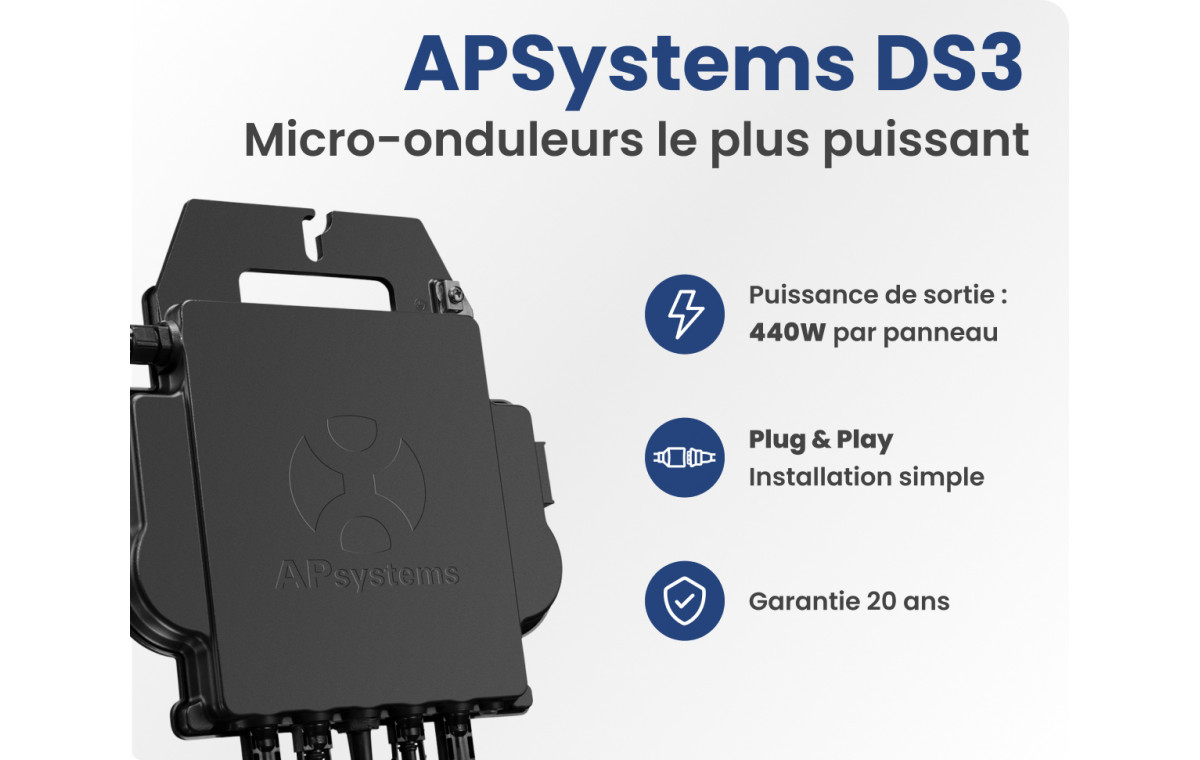 APSystems DS3
Micro-onduleurs le plus puissant
Puissance de sortie :
440W par panneau
Plug & Play
Installation simple
Garantie 20 ans
APsystems